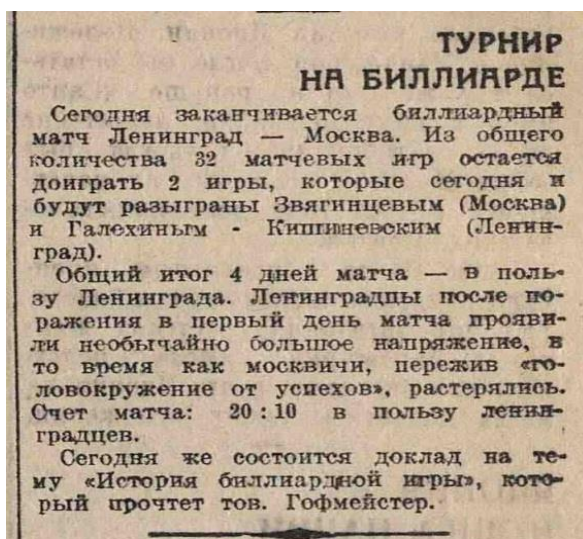 ТУРНИР
НА БИЛЛИАРДЕ
Сегодня заканчивается биллиардный
матч Ленинград — Москва. Из общего
количества 32 матчевых игр остается
доиграть 2 игры, которые сегодня и
будут разыграны Звягинцевым (Москва)
и Галехиным - Кишиневским (Ленин-
град).
Общий итог 4 дней матча — в поль-
зу Ленинграда. Ленинградцы после по-
ражения в первый день матча прояви-
ли необычайно большое напряжение, в
то время как москвичи, пережив «го-
ловокружение от успехов», растерялись.
Счет матча: 20 : 10 в пользу ленин-
градцев.
Сегодня же состоится доклад на те-
му «История биллиардной игры», кото-
рый прочтет тов. Гофмейстер.